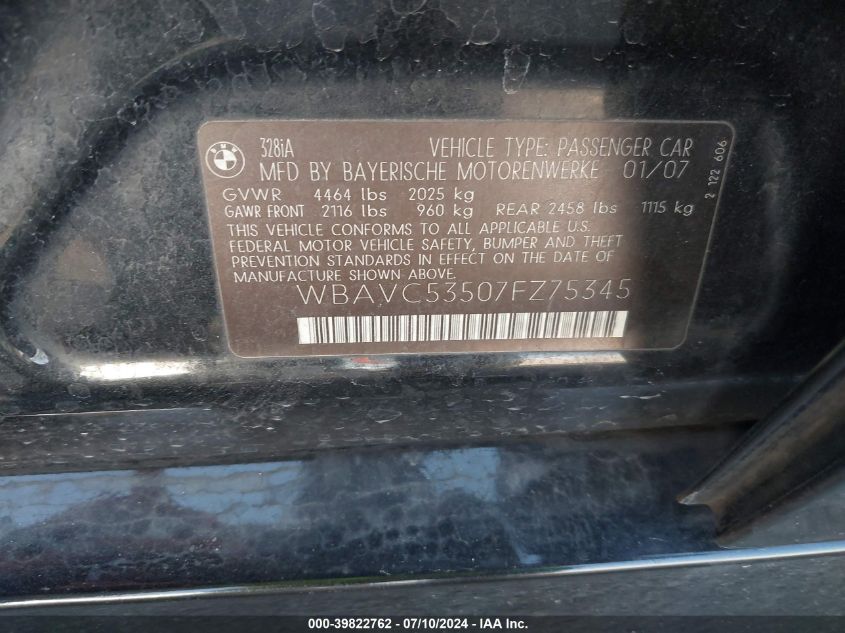 BMW
328iA VEHICLE TYPE: PASSENGER CAR
MFD BY BAYERISCHE MOTORENWERKE 01/07
GVWR 4464 lbs 2025 kg
GAWR FRONT 2116 lbs 960 kg REAR 2458 lbs 1115 kg
THIS VEHICLE CONFORMS TO ALL APPLICABLE U.S.
FEDERAL MOTOR VEHICLE SAFETY, BUMPER AND THEFT
PREVENTION STANDARDS IN EFFECT ON THE DATE OF
MANUFACTURE SHOWN ABOVE.
WBAVC53507FZ75345
2 122 606
000-39822762 - 07/10/2024 - IAAI Inc.